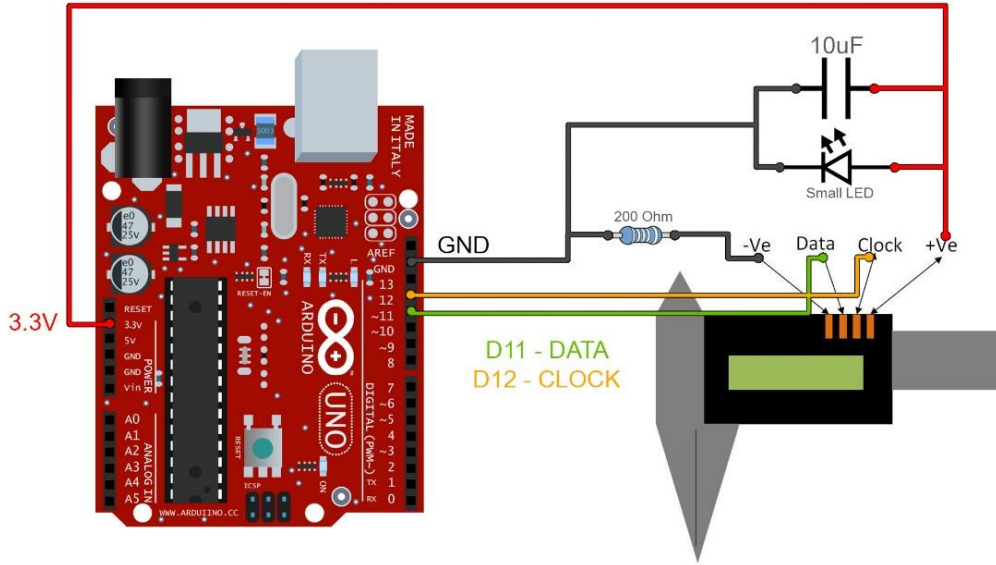 10uF
Small LED
200 Ohm
GND
-Ve
Data
Clock
+Ve
3.3V
D11 - DATA
D12 - CLOCK
MADE
IN ITALY
5003
e0
47
25V
e0
47
25V
AREF
GND
13
12
~11
~10
~9
8
7
~6
~5
4
~3
2
TX 1
RX 0
RX
TX
L
RESET-EN
ARDUINO
UNO
DIGITAL (PWM~)
RESET
3.3V
5V
GND
GND
Vin
POWER
A0
A1
A2
A3
A4
A5
ANALOG IN
RESET
ICSP
ON
WWW.ARDUIINO.CC